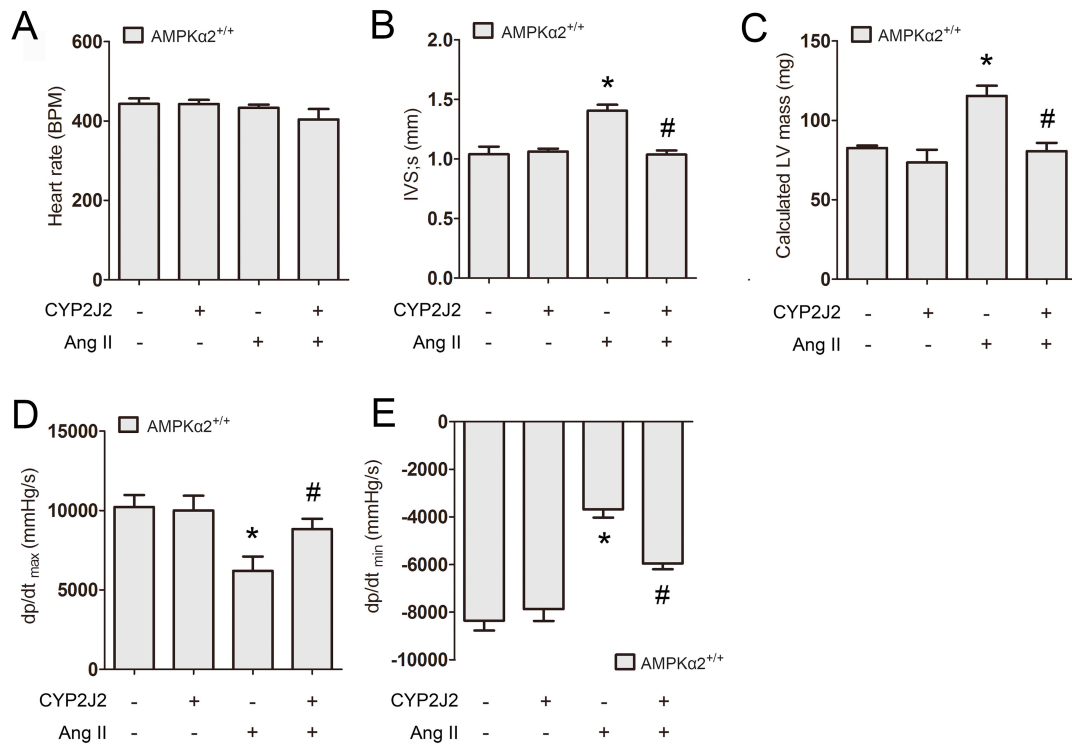 A
AMPKα2+/+
Heart rate (BPM)
600
400
200
0
CYP2J2 - + - +
Ang II - - + +
B
AMPKα2+/+
IVS;s (mm)
2.0
1.5
1.0
0.5
0.0
*
#
CYP2J2 - + - +
Ang II - - + +
C
AMPKα2+/+
Calculated LV mass (mg)
150
100
50
0
*
#
CYP2J2 - + - +
Ang II - - + +
D
AMPKα2+/+
dp/dt max (mmHg/s)
15000
10000
5000
0
*
#
CYP2J2 - + - +
Ang II - - + +
E
dp/dt min (mmHg/s)
0
-2000
-4000
-6000
-8000
-10000
*
#
AMPKα2+/+
CYP2J2 - + - +
Ang II - - + +